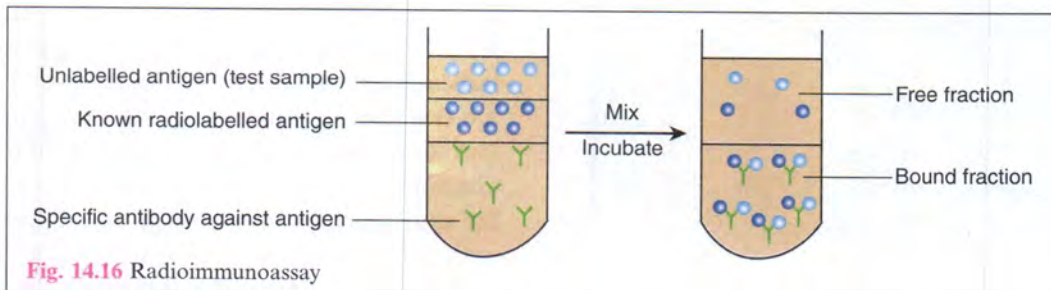 Unlabelled antigen (test sample)
Known radiolabelled antigen
Specific antibody against antigen
Mix
Incubate
Free fraction
Bound fraction
Fig. 14.16 Radioimmunoassay